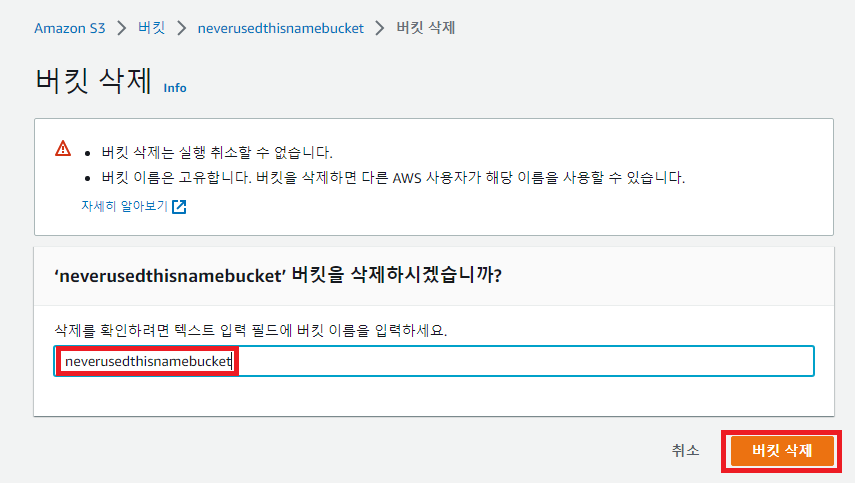 Amazon S3 > 버킷 > neverusedthisnamebucket > 버킷 삭제
버킷 삭제 Info
• 버킷 삭제는 실행 취소할 수 없습니다.
• 버킷 이름은 고유합니다. 버킷을 삭제하면 다른 AWS 사용자가 해당 이름을 사용할 수 있습니다.
자세히 알아보기
‘neverusedthisnamebucket’ 버킷을 삭제하시겠습니까?
삭제를 확인하려면 텍스트 입력 필드에 버킷 이름을 입력하세요.
neverusedthisnamebucket
취소 버킷 삭제